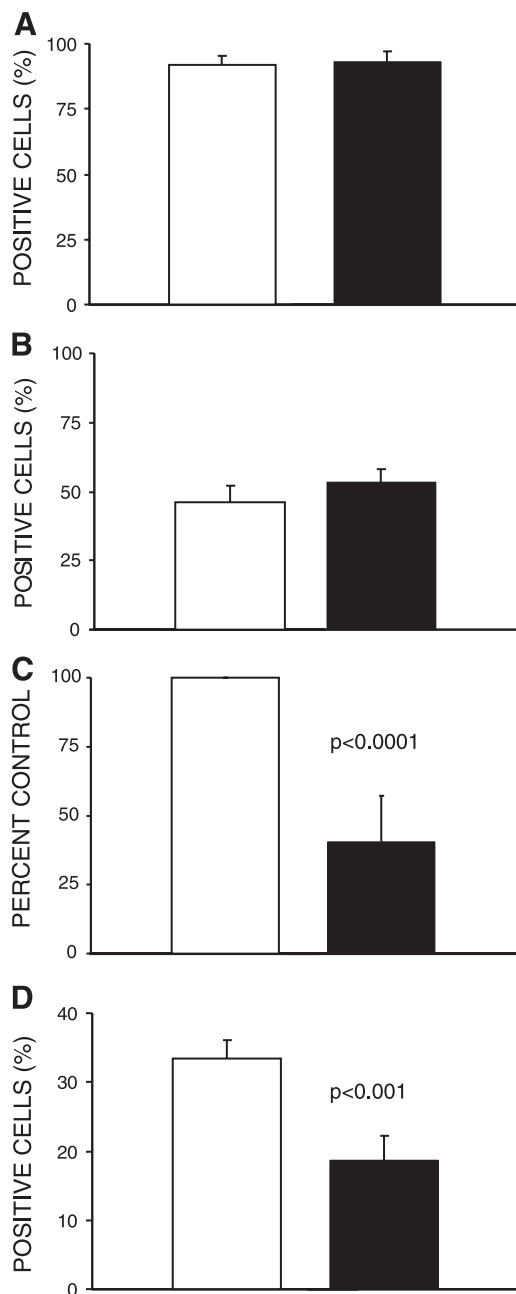 A
POSITIVE CELLS (%)
100
75
50
25
0
B
POSITIVE CELLS (%)
100
75
50
25
0
C
PERCENT CONTROL
100
75
50
25
0
p<0.0001
D
POSITIVE CELLS (%)
40
30
20
10
0
p<0.001